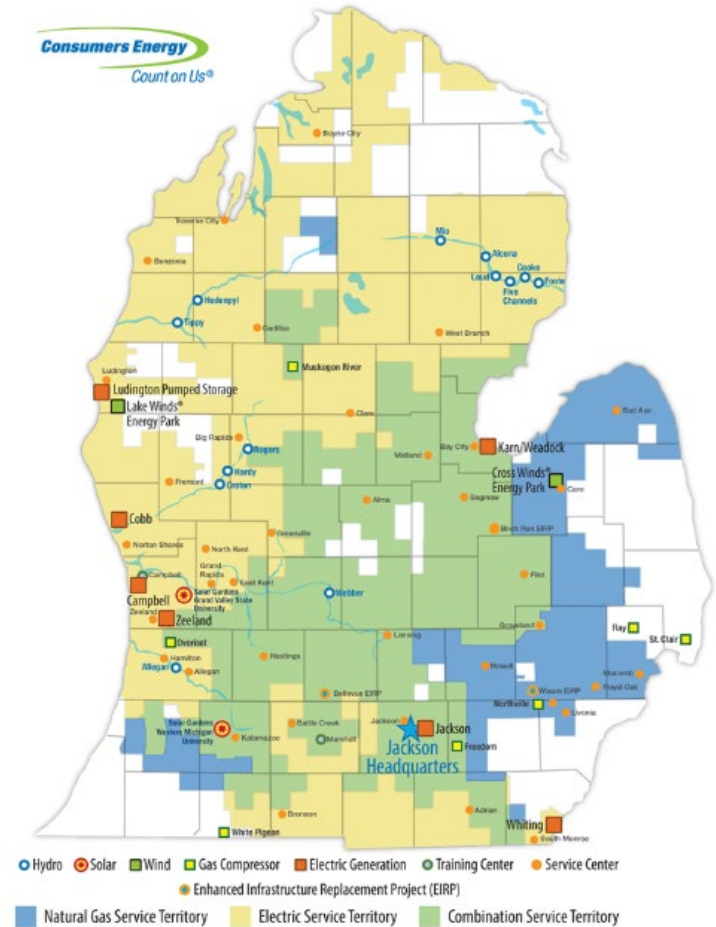 Consumers Energy
Count on Us®
Boyne City
Traverse City
Benzonia
Mio
Alcona
Loud
Cooke
Foote
Five
Channels
Hodenpyl
Tippy
Cadillac
West Branch
Ludington
Muskegon River
Ludington Pumped Storage
Lake Winds®
Energy Park
Clare
Bad Axe
Big Rapids
Rogers
Midland
Bay City
Karn/Weadock
Hardy
Croton
Fremont
Cross Winds®
Energy Park
Caro
Alma
Saginaw
Cobb
Birch Run EIRP
Greenville
Norton Shores
North Kent
Campbell
Grand
Rapids
East Kent
Flint
Campbell
Solar Gardens
Grand Valley State
University
Webber
Zeeland
Zeeland
Groveland
Ray
St. Clair
Overisel
Lansing
Hamilton
Allegan
Allegan
Hastings
Howell
Macomb
Royal Oak
Bellevue EIRP
Wixom EIRP
Northville
Livonia
Solar Gardens
Western Michigan
University
Kalamazoo
Battle Creek
Marshall
Jackson
Jackson
Jackson
Headquarters
Freedom
Bronson
Adrian
White Pigeon
Whiting
South Monroe
Hydro
Solar
Wind
Gas Compressor
Electric Generation
Training Center
Service Center
Enhanced Infrastructure Replacement Project (EIRP)
Natural Gas Service Territory
Electric Service Territory
Combination Service Territory